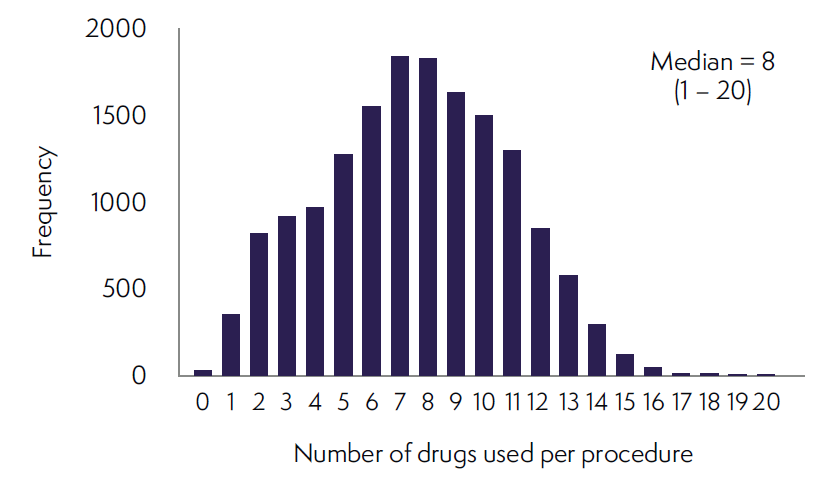 2000
Median = 8
(1 – 20)
1500
1000
500
0
Frequency
0 1 2 3 4 5 6 7 8 9 10 11 12 13 14 15 16 17 18 19 20
Number of drugs used per procedure